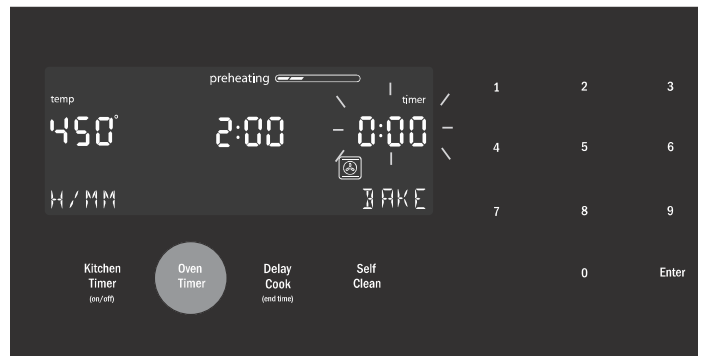 preheating
temp
timer
450°
2:00
0:00
H/MM
BAKE
1 2 3
4 5 6
7 8 9
0 Enter
Kitchen
Timer
(on/off)
Oven
Timer
Delay
Cook
(end time)
Self
Clean